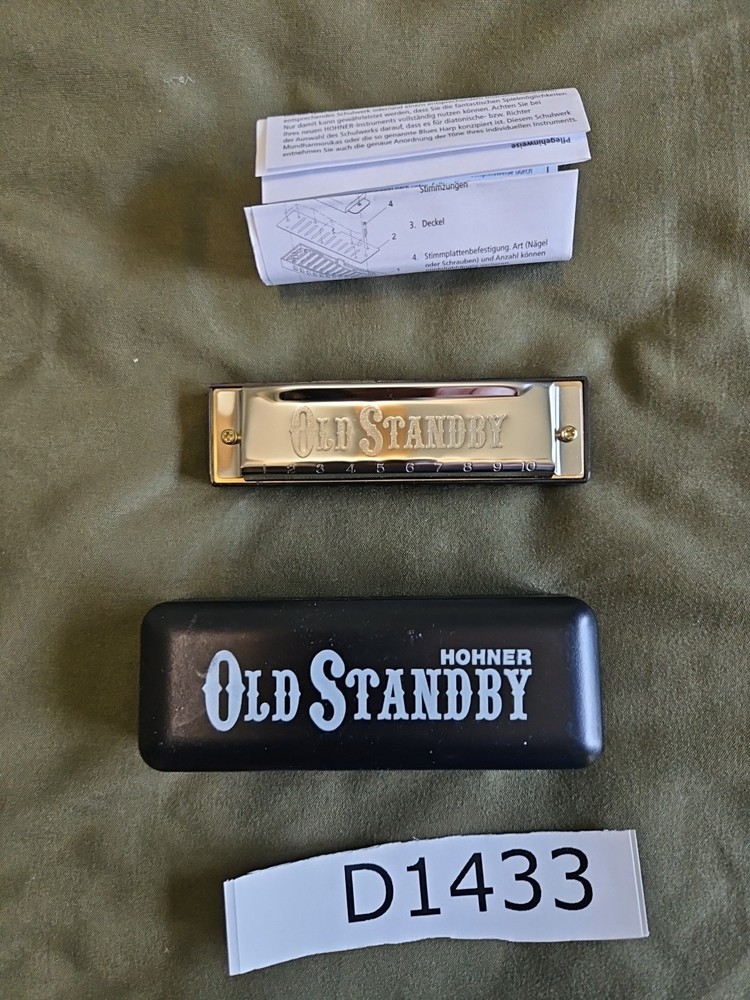 Nur damit kann gewährleistet werden, dass Sie die fantastischen Spielmöglichkeiten
Ihres neuen HOHNER-Instruments vollständig nutzen können. Achten Sie bei
der Auswahl des Schulwerks darauf, dass es für diatonische- bzw. Richter
Mundharmonikas oder die so genannte Blues Harp konzipiert ist. Diesem Schulwerk
entnehmen Sie auch die genaue Anordnung der Töne Ihres individuellen Instruments.
Pflegehinweise
Stimmzungen
4
3. Deckel
2
4. Stimmplattenbefestigung. Art (Nägel
oder Schrauben) und Anzahl können
OLD STANDBY
1 2 3 4 5 6 7 8 9 10
HOHNER
OLD STANDBY
D1433